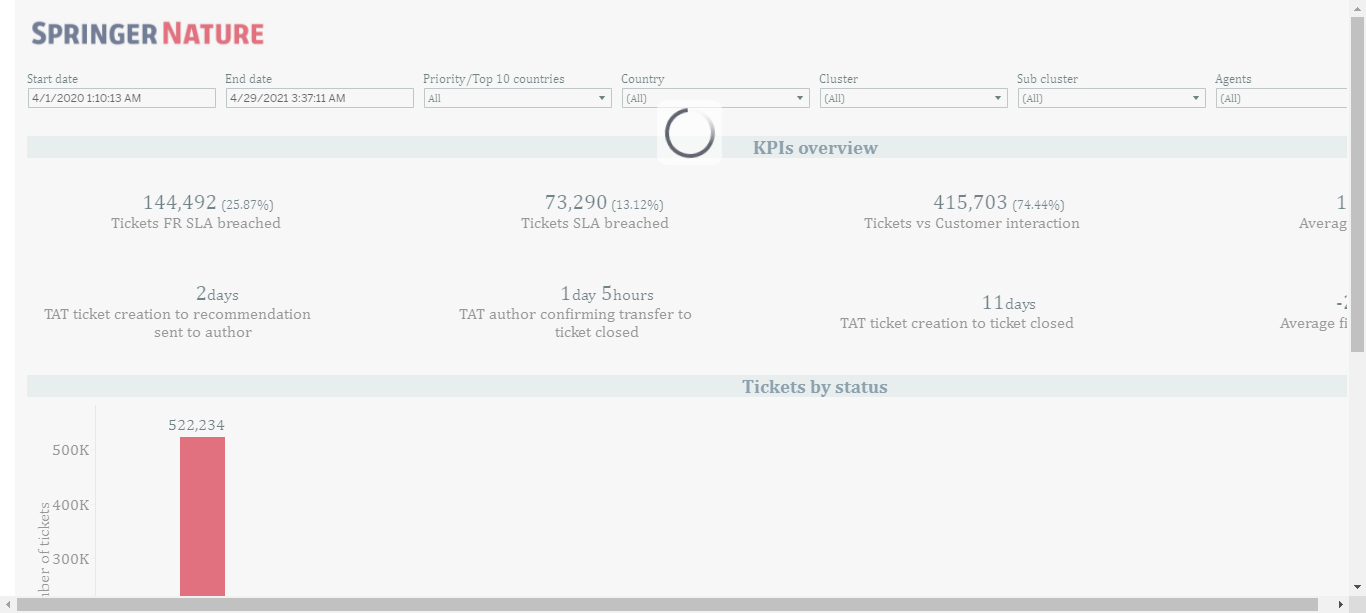 SPRINGER NATURE
Start date End date Priority/Top 10 countries Country Cluster Sub cluster Agents
4/1/2020 1:10:13 AM 4/29/2021 3:37:11 AM All (All) (All) (All) (All)
KPIs overview
144,492 (25.87%) 73,290 (13.12%) 415,703 (74.44%) 1
Tickets FR SLA breached Tickets SLA breached Tickets vs Customer interaction
2days 1day 5hours 11days
TAT ticket creation to recommendation TAT author confirming transfer to TAT ticket creation to ticket closed Average
sent to author ticket closed
Tickets by status
522,234
500K
400K
300K
of tickets